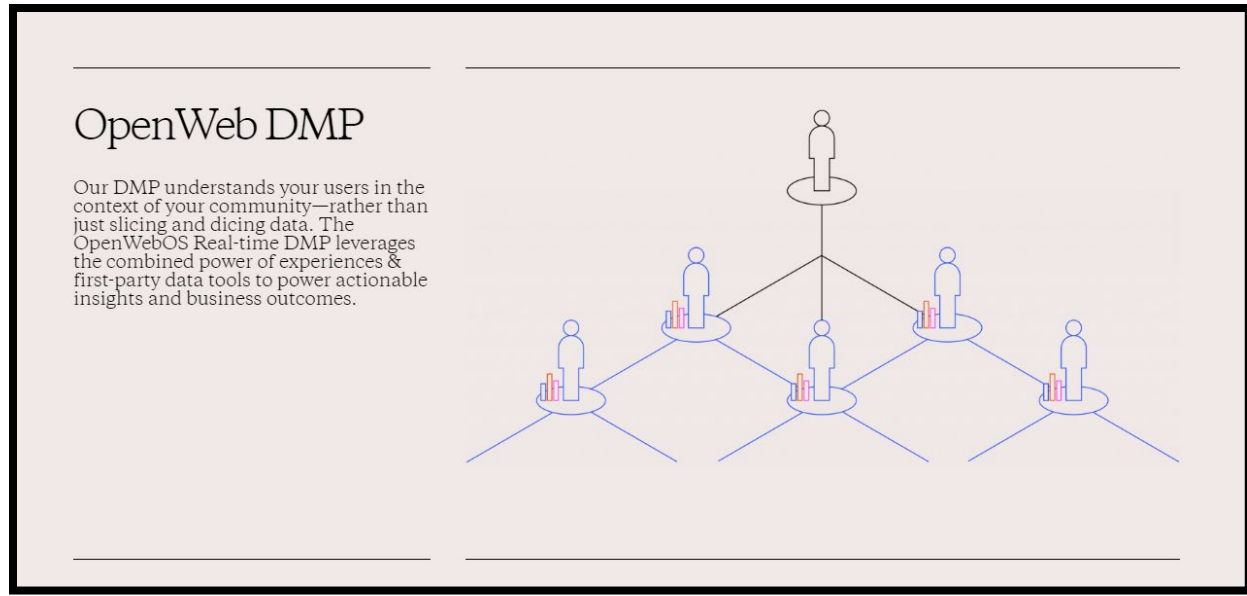 OpenWeb DMP
Our DMP understands your users in the
context of your community—rather than
just slicing and dicing data. The
OpenWebOS Real-time DMP leverages
the combined power of experiences &
first-party data tools to power actionable
insights and business outcomes.